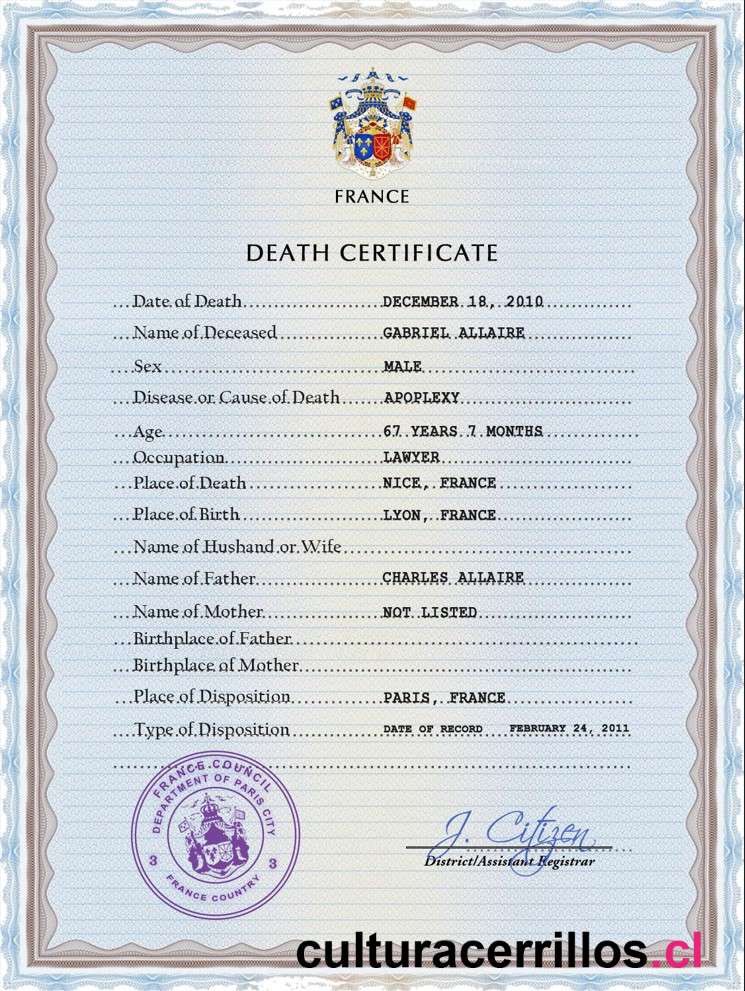 FRANCE
DEATH CERTIFICATE
Date of Death DECEMBER 18, 2010
Name of Deceased GABRIEL ALLAIRE
Sex MALE
Disease or Cause of Death APOPLEXY
Age 67 YEARS 7 MONTHS
Occupation LAWYER
Place of Death NICE, FRANCE
Place of Birth LYON, FRANCE
Name of Husband or Wife
Name of Father CHARLES ALLAIRE
Name of Mother NOT LISTED
Birthplace of Father
Birthplace of Mother
Place of Disposition PARIS, FRANCE
Type of Disposition DATE OF RECORD FEBRUARY 24, 2011
FRANCE COUNCIL
DEPARTMENT OF PARIS CITY
3 3
FRANCE COUNTRY
J. Citizen
District/Assistant Registrar
culturacerrillos.cl